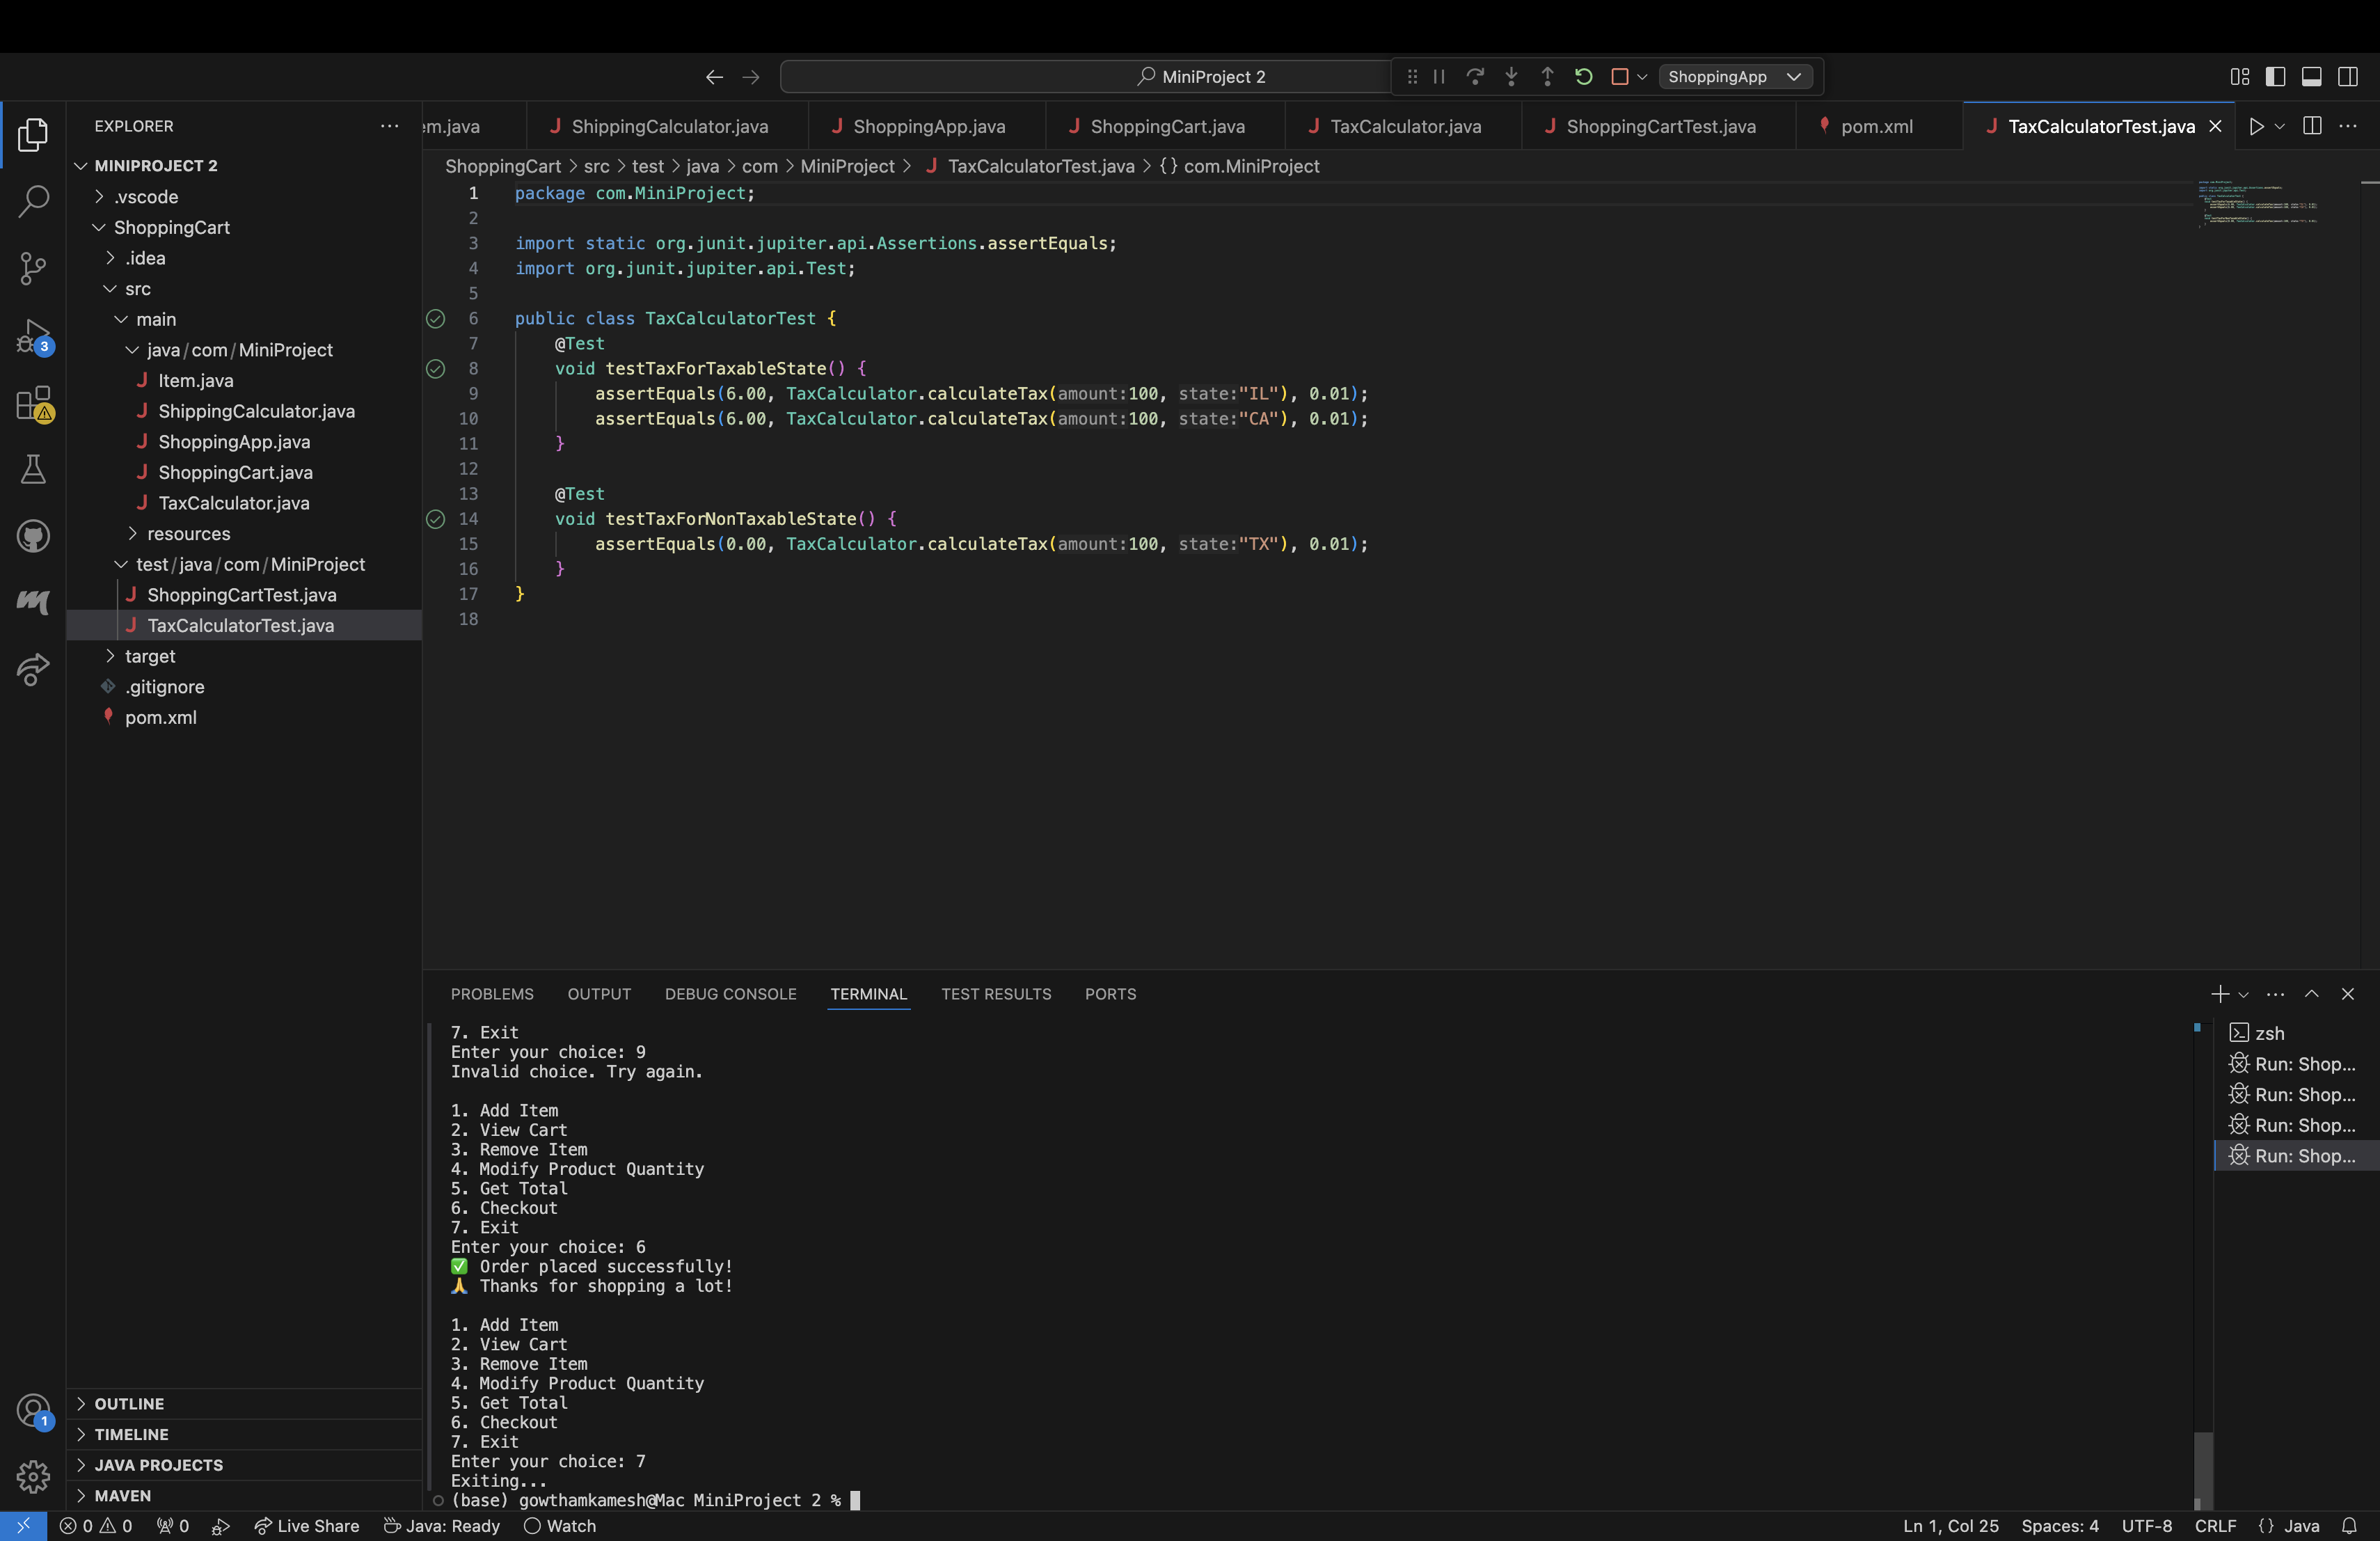 MiniProject 2
ShoppingApp
EXPLORER
MINIPROJECT 2
.vscode
ShoppingCart
.idea
src
main
java/com/MiniProject
Item.java
ShippingCalculator.java
ShoppingApp.java
ShoppingCart.java
TaxCalculator.java
resources
test/java/com/MiniProject
ShoppingCartTest.java
TaxCalculatorTest.java
target
.gitignore
pom.xml
OUTLINE
TIMELINE
JAVA PROJECTS
MAVEN
3
1
em.java ShippingCalculator.java ShoppingApp.java ShoppingCart.java TaxCalculator.java ShoppingCartTest.java pom.xml TaxCalculatorTest.java
ShoppingCart > src > test > java > com > MiniProject > TaxCalculatorTest.java > {} com.MiniProject
1 package com.MiniProject;
2
3 import static org.junit.jupiter.api.Assertions.assertEquals;
4 import org.junit.jupiter.api.Test;
5
6 public class TaxCalculatorTest {
7 @Test
8 void testTaxForTaxableState() {
9 assertEquals(6.00, TaxCalculator.calculateTax(amount:100, state:"IL"), 0.01);
10 assertEquals(6.00, TaxCalculator.calculateTax(amount:100, state:"CA"), 0.01);
11 }
12
13 @Test
14 void testTaxForNonTaxableState() {
15 assertEquals(0.00, TaxCalculator.calculateTax(amount:100, state:"TX"), 0.01);
16 }
17 }
18
PROBLEMS OUTPUT DEBUG CONSOLE TERMINAL TEST RESULTS PORTS
7. Exit
Enter your choice: 9
Invalid choice. Try again.
1. Add Item
2. View Cart
3. Remove Item
4. Modify Product Quantity
5. Get Total
6. Checkout
7. Exit
Enter your choice: 6
✅ Order placed successfully!
🙏 Thanks for shopping a lot!
1. Add Item
2. View Cart
3. Remove Item
4. Modify Product Quantity
5. Get Total
6. Checkout
7. Exit
Enter your choice: 7
Exiting...
(base) gowthamkamesh@Mac MiniProject 2 %
zsh
Run: Shop...
Run: Shop...
Run: Shop...
Run: Shop...
0 0 0 Live Share Java: Ready Watch Ln 1, Col 25 Spaces: 4 UTF-8 CRLF {} Java